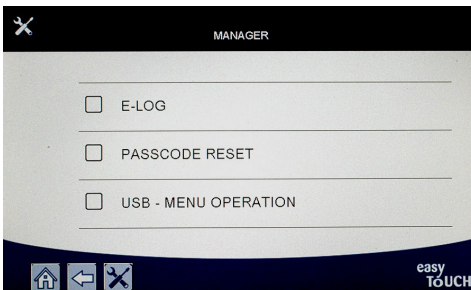 MANAGER
E-LOG
PASSCODE RESET
USB - MENU OPERATION
easy
TOUCH